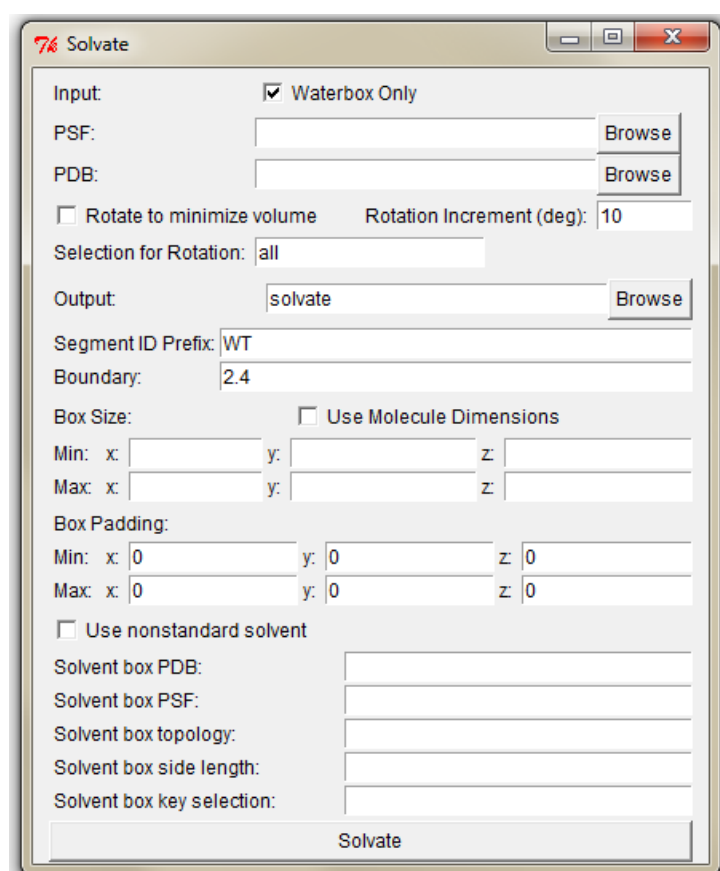 Solvate
Input: Waterbox Only
PSF: Browse
PDB: Browse
Rotate to minimize volume Rotation Increment (deg): 10
Selection for Rotation: all
Output: solvate Browse
Segment ID Prefix: WT
Boundary: 2.4
Box Size: Use Molecule Dimensions
Min: x: y: z:
Max: x: y: z:
Box Padding:
Min: x: 0 y: 0 z: 0
Max: x: 0 y: 0 z: 0
Use nonstandard solvent
Solvent box PDB:
Solvent box PSF:
Solvent box topology:
Solvent box side length:
Solvent box key selection:
Solvate